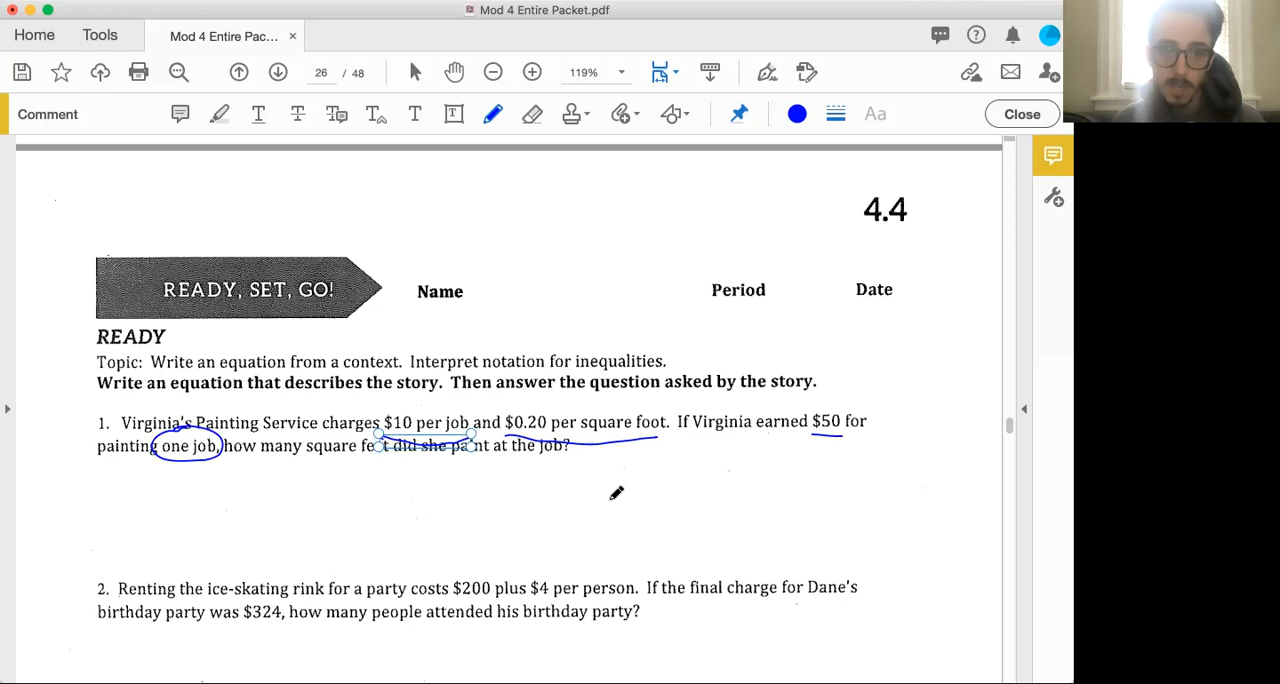 Mod 4 Entire Packet.pdf
Home Tools Mod 4 Entire Pac... ×
26 / 48 119%
Comment Close
4.4
READY, SET, GO! Name Period Date
READY
Topic: Write an equation from a context. Interpret notation for inequalities.
Write an equation that describes the story. Then answer the question asked by the story.
1. Virginia's Painting Service charges $10 per job and $0.20 per square foot. If Virginia earned $50 for
painting one job, how many square feet did she paint at the job?
2. Renting the ice-skating rink for a party costs $200 plus $4 per person. If the final charge for Dane's
birthday party was $324, how many people attended his birthday party?